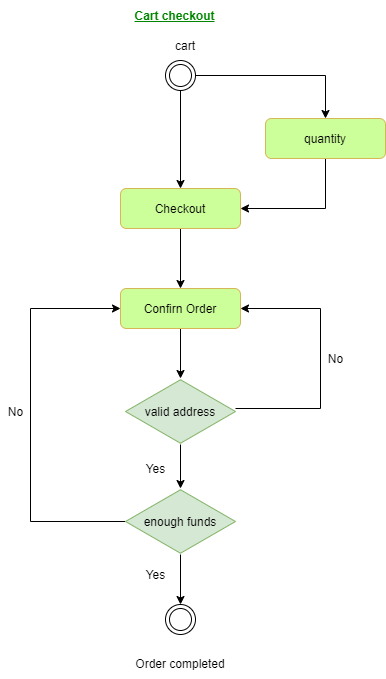 Cart checkout
cart
quantity
Checkout
Confirn Order
No
valid address
No
Yes
enough funds
Yes
Order completed